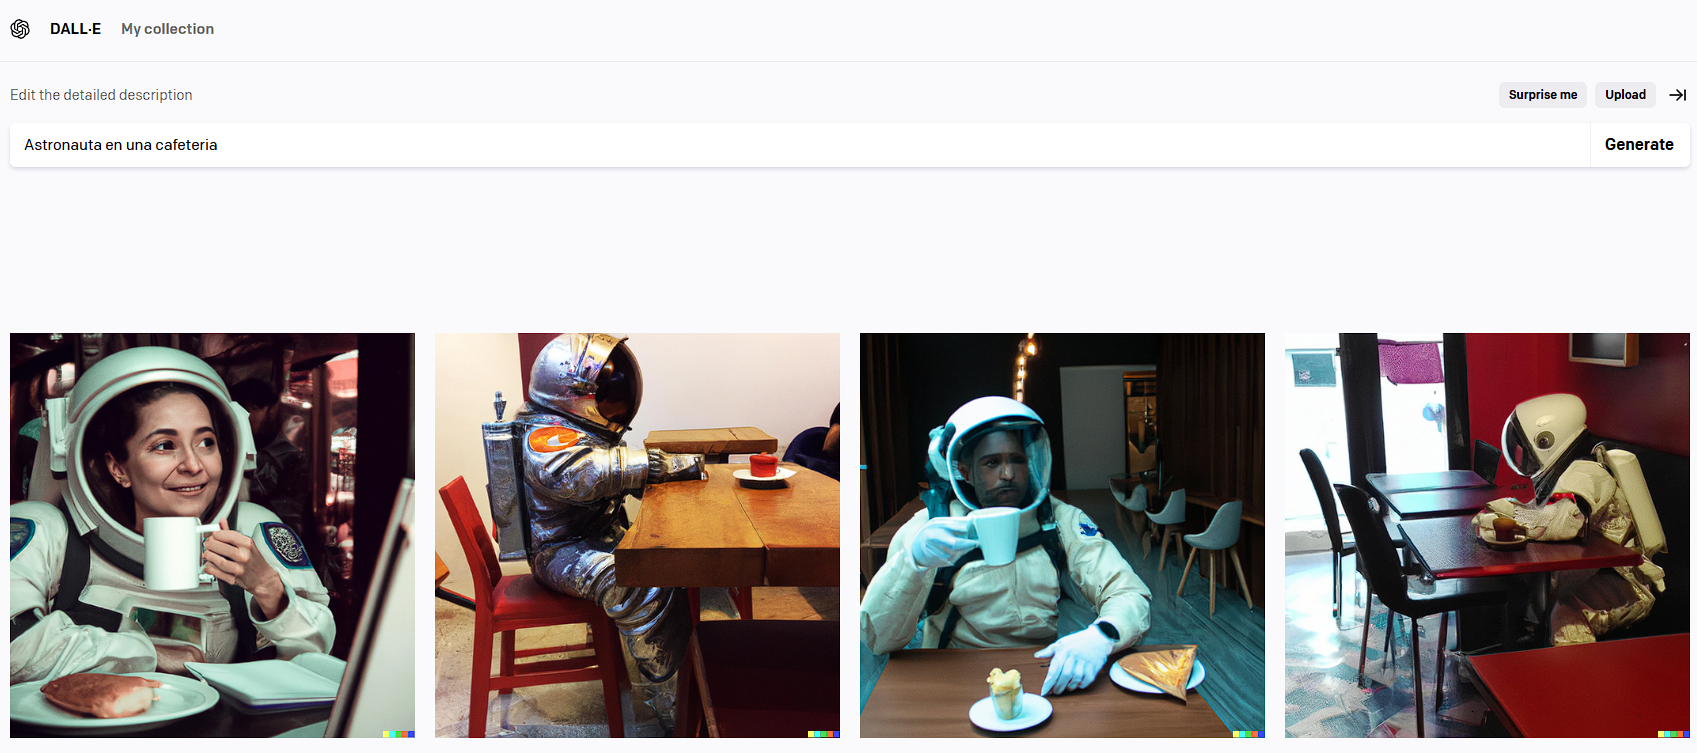 DALL·E My collection
Edit the detailed description Surprise me Upload
Astronauta en una cafeteria Generate